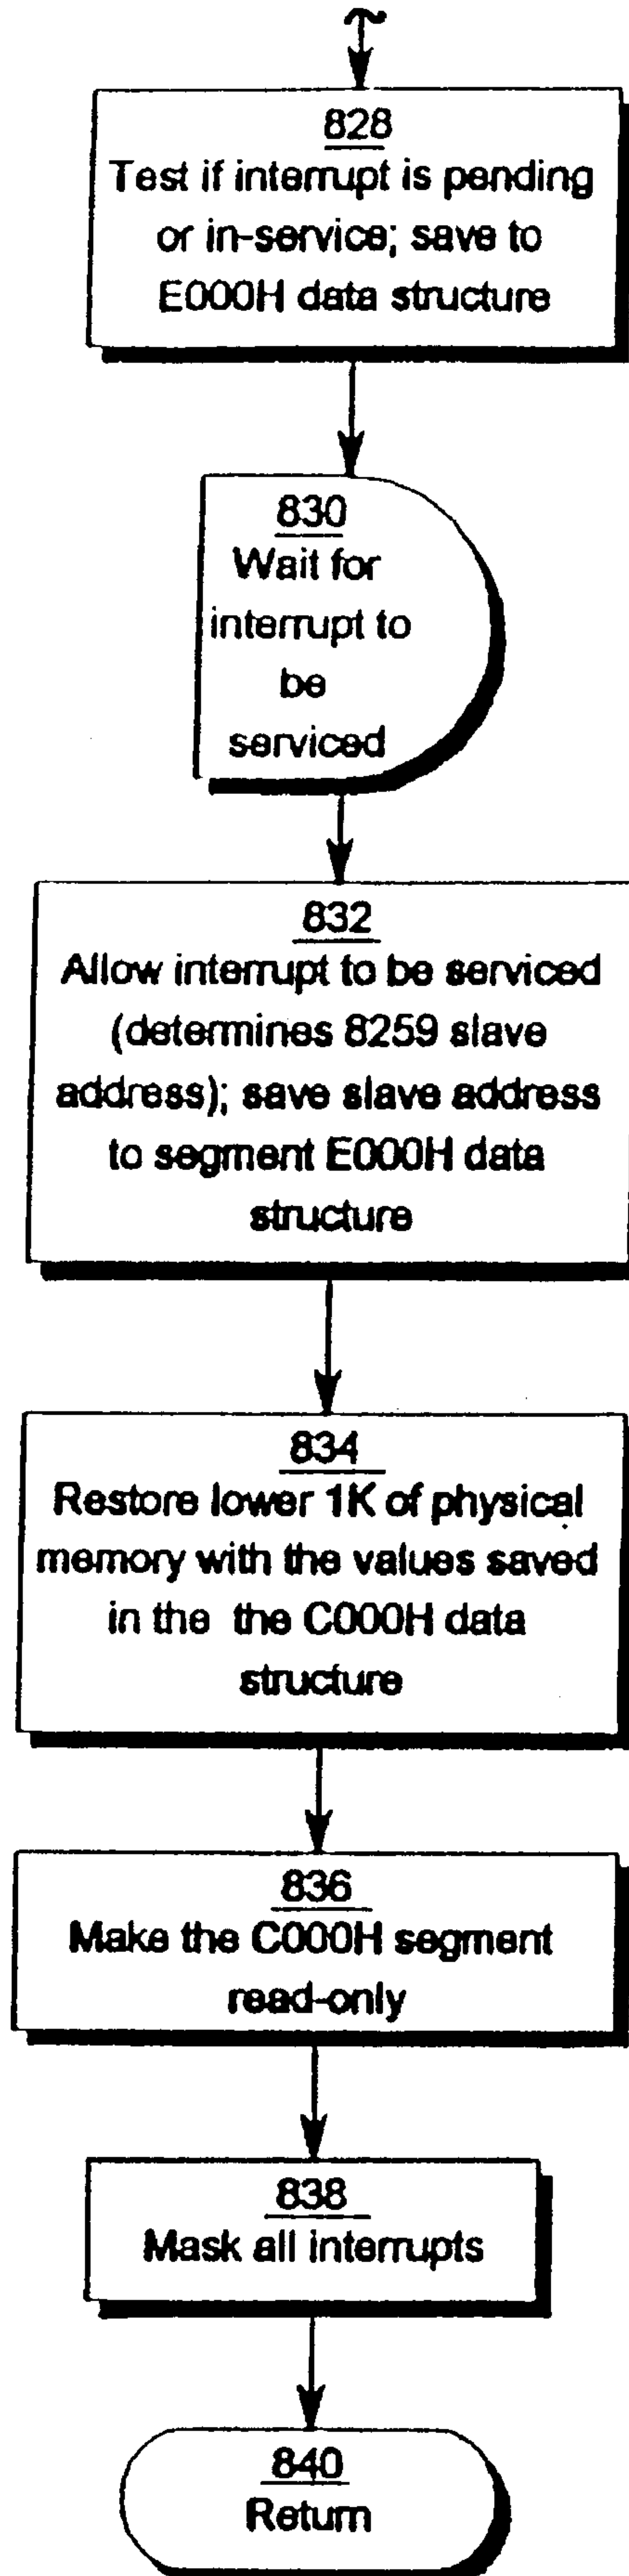 828
Test if interrupt is pending
or in-service; save to
E000H data structure
830
Wait for
interrupt to
be
serviced
832
Allow interrupt to be serviced
(determines 8259 slave
address); save slave address
to segment E000H data
structure
834
Restore lower 1K of physical
memory with the values saved
in the the C000H data
structure
836
Make the C000H segment
read-only
838
Mask all interrupts
840
Return